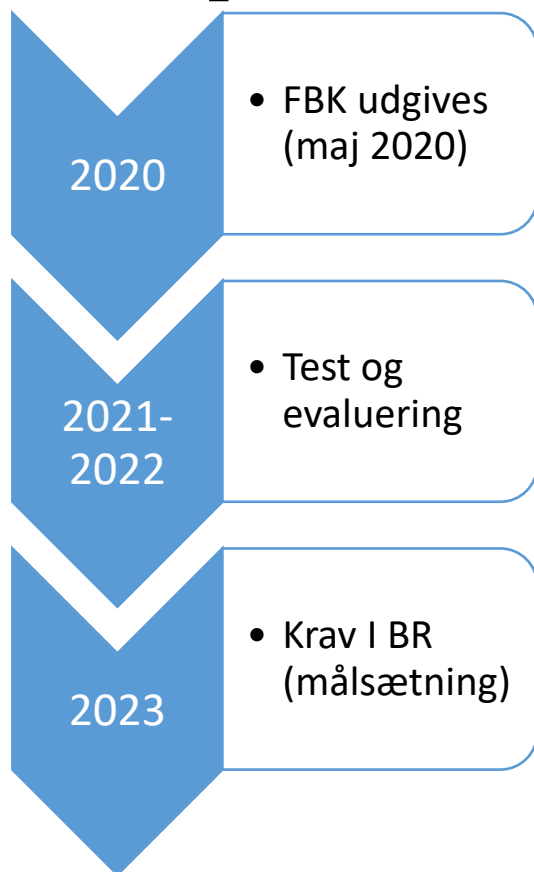 2020
• FBK udgives
(maj 2020)
2021-
2022
• Test og
evaluering
2023
• Krav I BR
(målsætning)